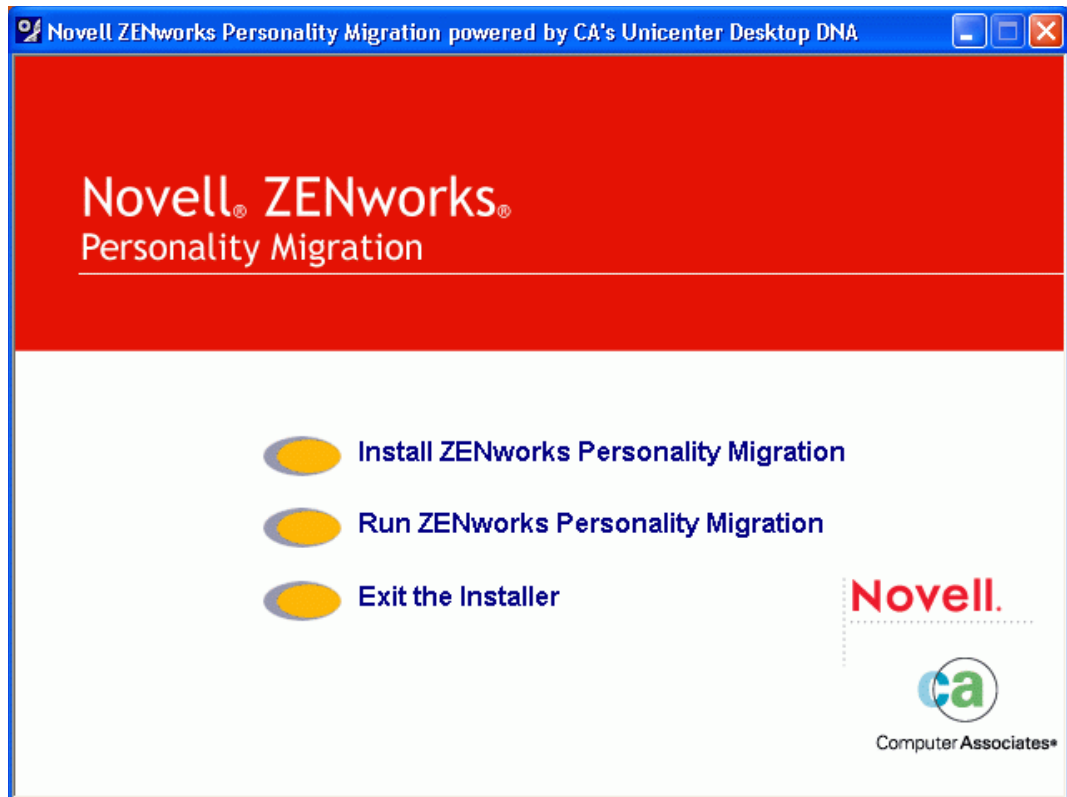 Novell ZENworks Personality Migration powered by CA's Unicenter Desktop DNA
Novell® ZENworks®
Personality Migration
Install ZENworks Personality Migration
Run ZENworks Personality Migration
Exit the Installer
Novell.
ca
Computer Associates*